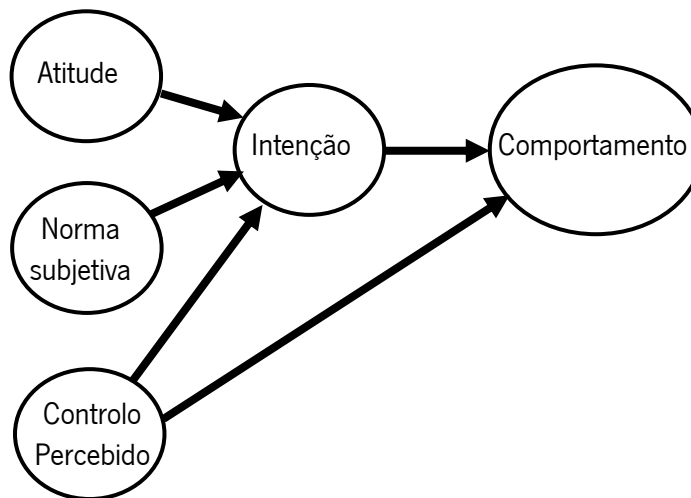 Atitude
Intenção
Comportamento
Norma
subjetiva
Controlo
Percebido